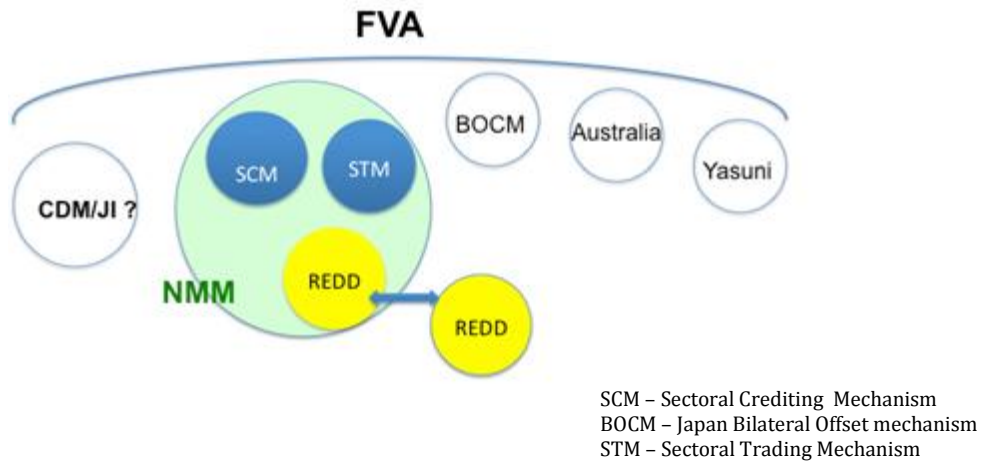 FVA
BOCM
Australia
SCM
STM
Yasuni
CDM/JI ?
NMM
REDD
REDD
SCM – Sectoral Crediting Mechanism
BOCM – Japan Bilateral Offset mechanism
STM – Sectoral Trading Mechanism